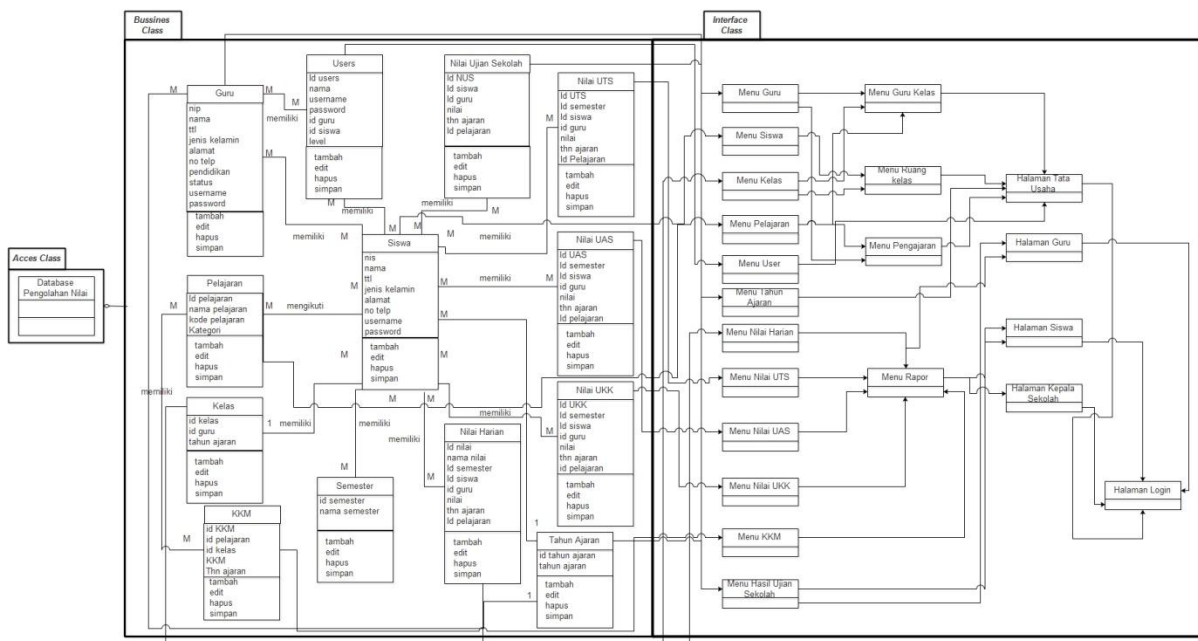 Bussines
Class
Interface
Class
Acces Class
Database
Pengolahan Nilai
Guru
nip
nama
ttl
jenis kelamin
alamat
no telp
pendidikan
status
username
password
tambah
edit
hapus
simpan
M
M
memiliki
M
M
Users
Id users
nama
username
password
id guru
id siswa
level
tambah
edit
hapus
simpan
M
memiliki
M
Nilai Ujian Sekolah
Id NUS
Id siswa
Id guru
nilai
thn ajaran
Id pelajaran
tambah
edit
hapus
simpan
M
memiliki
M
M
Nilai UTS
Id UTS
Id semester
Id siswa
id guru
nilai
thn ajaran
Id Pelajaran
tambah
edit
hapus
simpan
M
memiliki
M
memiliki
Siswa
nis
nama
ttl
jenis kelamin
alamat
no telp
username
password
tambah
edit
hapus
simpan
M
M
M
M
M
M
M
memiliki
M
Nilai UAS
Id UAS
Id semester
Id siswa
id guru
nilai
thn ajaran
Id pelajaran
tambah
edit
hapus
simpan
Pelajaran
Id pelajaran
nama pelajaran
kode pelajaran
Kategori
tambah
edit
hapus
simpan
M
M
mengikuti
memiliki
Kelas
id kelas
id guru
tahun ajaran
tambah
edit
hapus
simpan
1
memiliki
memiliki
memiliki
memiliki
M
Nilai UKK
Id UKK
Id semester
Id siswa
id guru
nilai
thn ajaran
id pelajaran
tambah
edit
hapus
simpan
Nilai Harian
Id nilai
nama nilai
Id semester
Id siswa
id guru
nilai
thn ajaran
Id pelajaran
tambah
edit
hapus
simpan
M
M
Semester
id semester
nama semester
tambah
edit
hapus
simpan
KKM
id KKM
id pelajaran
id kelas
KKM
Thn ajaran
tambah
edit
hapus
simpan
M
1
Tahun Ajaran
id tahun ajaran
tahun ajaran
tambah
edit
hapus
simpan
1
Menu Guru
Menu Siswa
Menu Kelas
Menu Pelajaran
Menu User
Menu Tahun
Ajaran
Menu Nilai Harian
Menu Nilai UTS
Menu Nilai UAS
Menu Nilai UKK
Menu KKM
Menu Hasil Ujian
Sekolah
Menu Guru Kelas
Menu Ruang
kelas
Menu Pengajaran
Menu Rapor
Halaman Tata
Usaha
Halaman Guru
Halaman Siswa
Halaman Kepala
Sekolah
Halaman Login